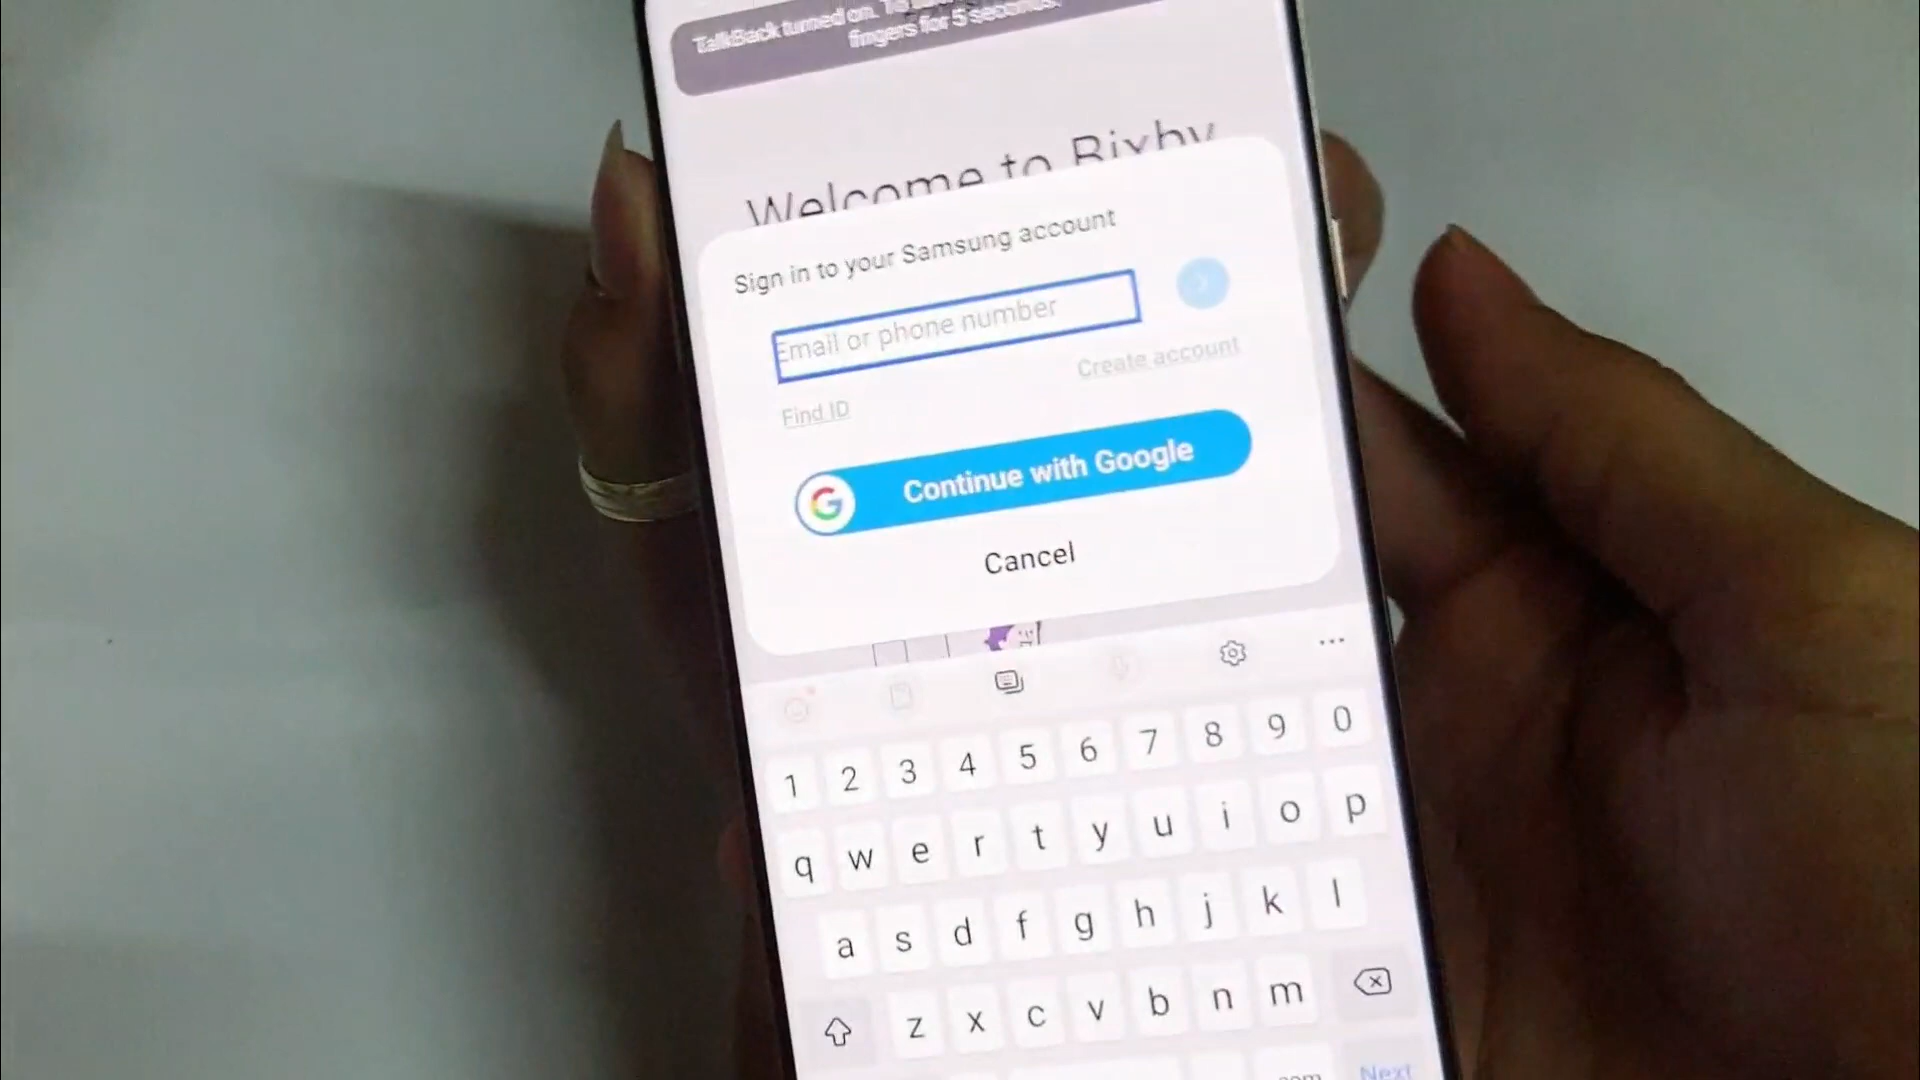 TalkBack turned on. To
fingers for 5 seconds.
Welcome to Bixby
Sign in to your Samsung account
Email or phone number
Create account
Find ID
G Continue with Google
Cancel
1 2 3 4 5 6 7 8 9 0
q w e r t y u i o p
a s d f g h j k l
z x c v b n m
.com Next